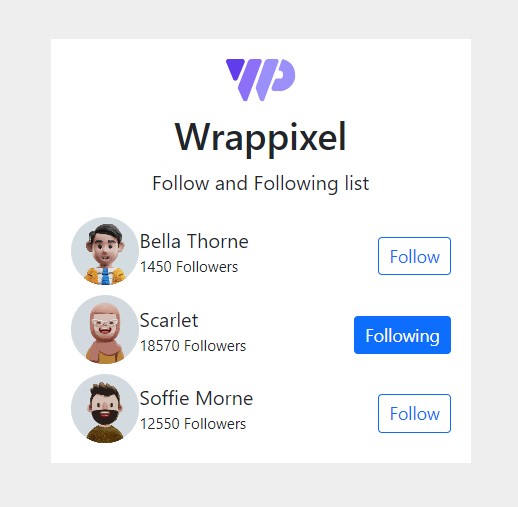 WP
Wrappixel
Follow and Following list
Bella Thorne
1450 Followers
Follow
Scarlet
18570 Followers
Following
Soffie Morne
12550 Followers
Follow